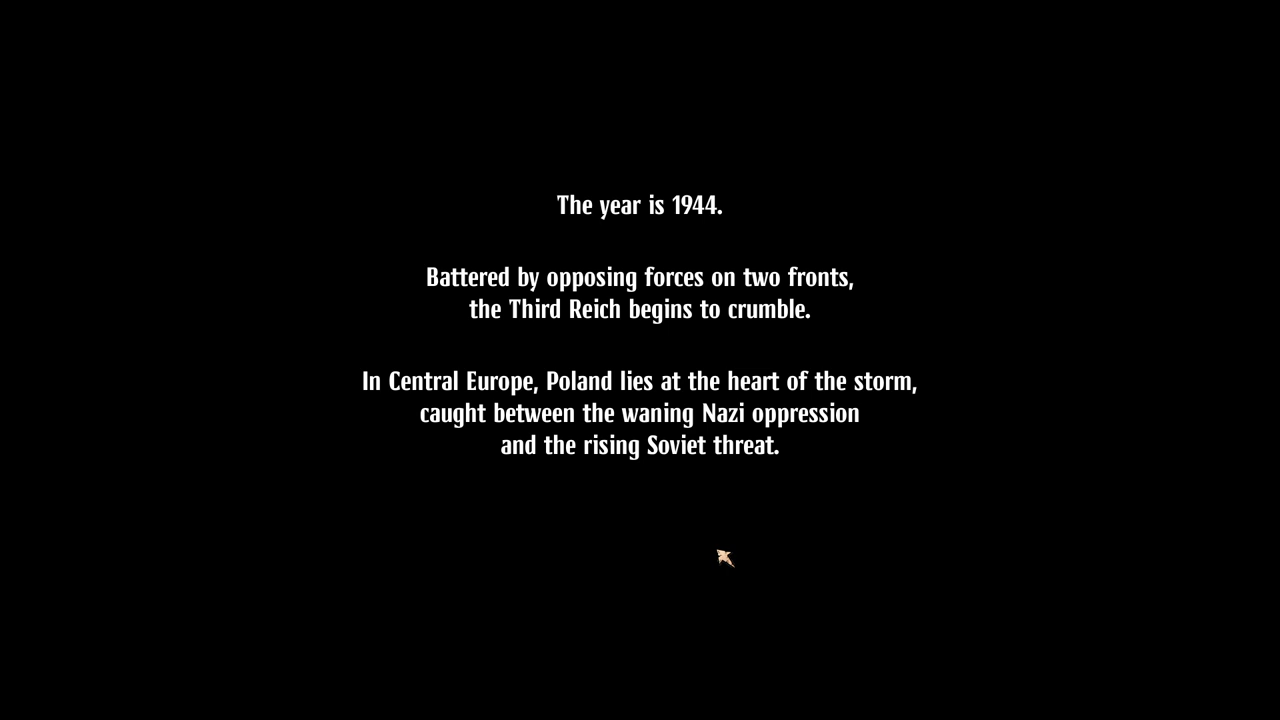 The year is 1944.
Battered by opposing forces on two fronts,
the Third Reich begins to crumble.
In Central Europe, Poland lies at the heart of the storm,
caught between the waning Nazi oppression
and the rising Soviet threat.